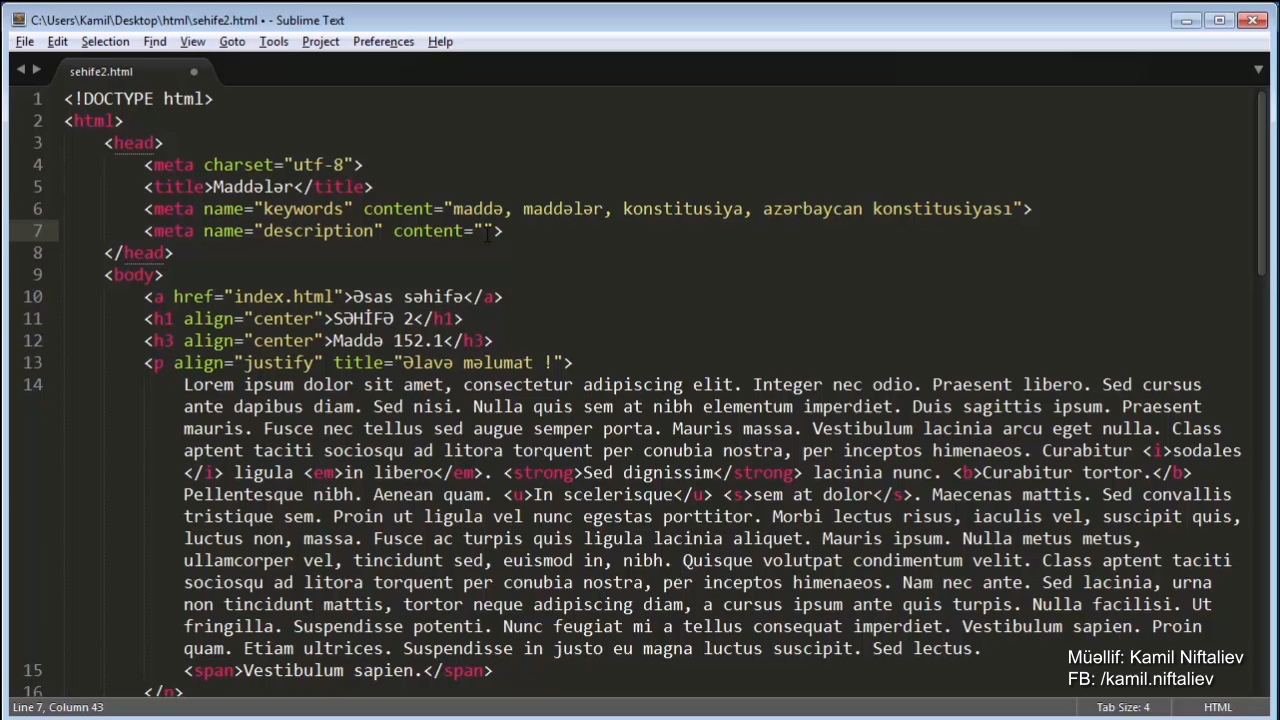 C:\Users\Kamil\Desktop\html\sehife2.html • - Sublime Text
File Edit Selection Find View Goto Tools Project Preferences Help
sehife2.html
1 <!DOCTYPE html>
2 <html>
3 <head>
4 <meta charset="utf-8">
5 <title>Maddələr</title>
6 <meta name="keywords" content="maddə, maddələr, konstitusiya, azərbaycan konstitusiyası">
7 <meta name="description" content="">
8 </head>
9 <body>
10 <a href="index.html">Əsas səhifə</a>
11 <h1 align="center">SƏHİFƏ 2</h1>
12 <h3 align="center">Maddə 152.1</h3>
13 <p align="justify" title="Əlavə məlumat !">
14 Lorem ipsum dolor sit amet, consectetur adipiscing elit. Integer nec odio. Praesent libero. Sed cursus
ante dapibus diam. Sed nisi. Nulla quis sem at nibh elementum imperdiet. Duis sagittis ipsum. Praesent
mauris. Fusce nec tellus sed augue semper porta. Mauris massa. Vestibulum lacinia arcu eget nulla. Class
aptent taciti sociosqu ad litora torquent per conubia nostra, per inceptos himenaeos. Curabitur <i>sodales
</i> ligula <em>in libero</em>. <strong>Sed dignissim</strong> lacinia nunc. <b>Curabitur tortor.</b>
Pellentesque nibh. Aenean quam. <u>In scelerisque</u> <s>sem at dolor</s>. Maecenas mattis. Sed convallis
tristique sem. Proin ut ligula vel nunc egestas porttitor. Morbi lectus risus, iaculis vel, suscipit quis,
luctus non, massa. Fusce ac turpis quis ligula lacinia aliquet. Mauris ipsum. Nulla metus metus,
ullamcorper vel, tincidunt sed, euismod in, nibh. Quisque volutpat condimentum velit. Class aptent taciti
sociosqu ad litora torquent per conubia nostra, per inceptos himenaeos. Nam nec ante. Sed lacinia, urna
non tincidunt mattis, tortor neque adipiscing diam, a cursus ipsum ante quis turpis. Nulla facilisi. Ut
fringilla. Suspendisse potenti. Nunc feugiat mi a tellus consequat imperdiet. Vestibulum sapien. Proin
quam. Etiam ultrices. Suspendisse in justo eu magna luctus suscipit. Sed lectus.
15 <span>Vestibulum sapien.</span>
16 </p>
Müəllif: Kamil Niftaliev
FB: /kamil.niftaliev
Line 7, Column 43 Tab Size: 4 HTML